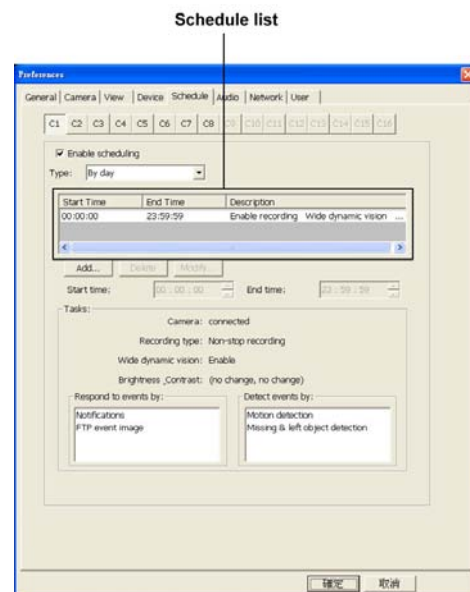 Schedule list
Preferences
General Camera View Device Schedule Audio Network User
C1 C2 C3 C4 C5 C6 C7 C8 C9 C10 C11 C12 C13 C14 C15 C16
Enable scheduling
Type: By day
Start Time End Time Description
00:00:00 23:59:59 Enable recording Wide dynamic vision ...
Add... Delete Modify...
Start time: 00 : 00 : 00 End time: 23 : 59 : 59
Tasks:
Camera: connected
Recording type: Non-stop recording
Wide dynamic vision: Enable
Brightness ,Contrast: (no change, no change)
Respond to events by: Detect events by:
Notifications Motion detection
FTP event image Missing & left object detection
確定 取消